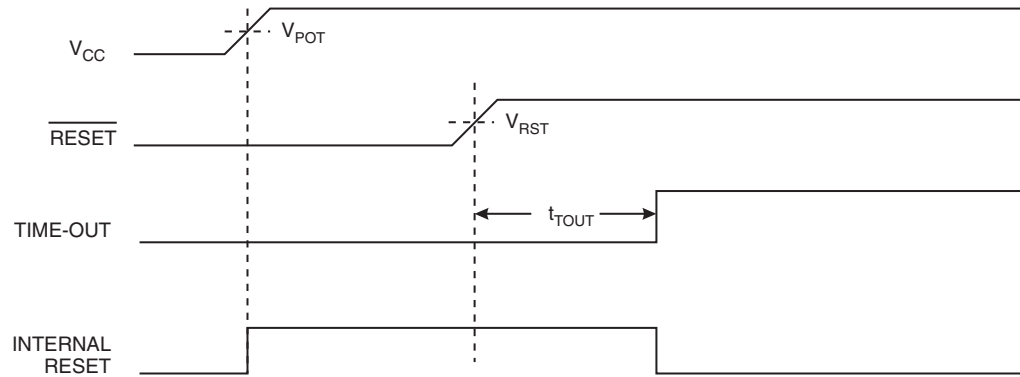 V_CC
V_POT
RESET
V_RST
TIME-OUT
t_TOUT
INTERNAL
RESET